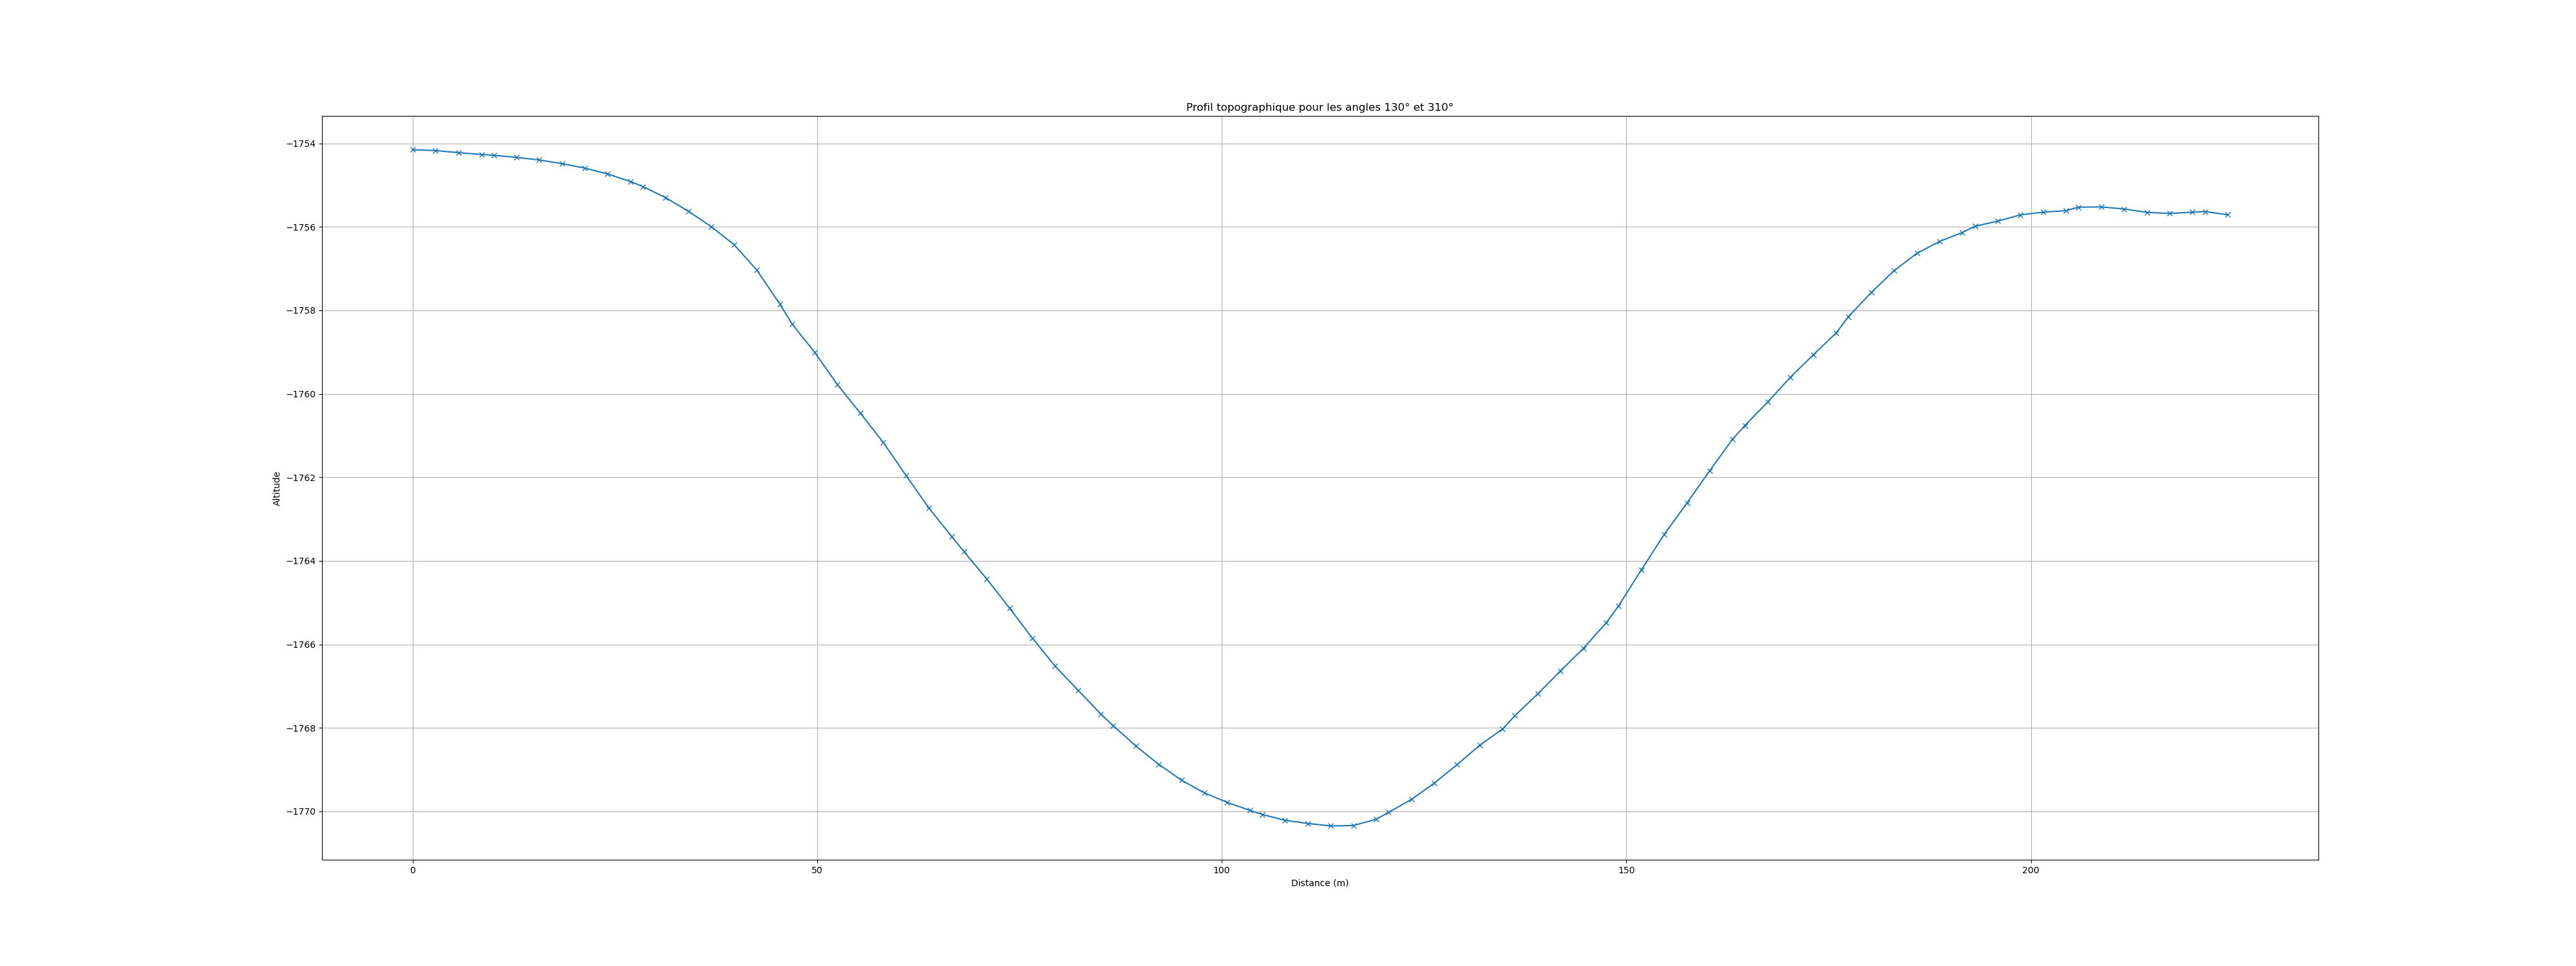 Profil topographique pour les angles 130° et 310°
−1754
−1756
−1758
−1760
−1762
−1764
−1766
−1768
−1770
Altitude
0 50 100 150 200
Distance (m)